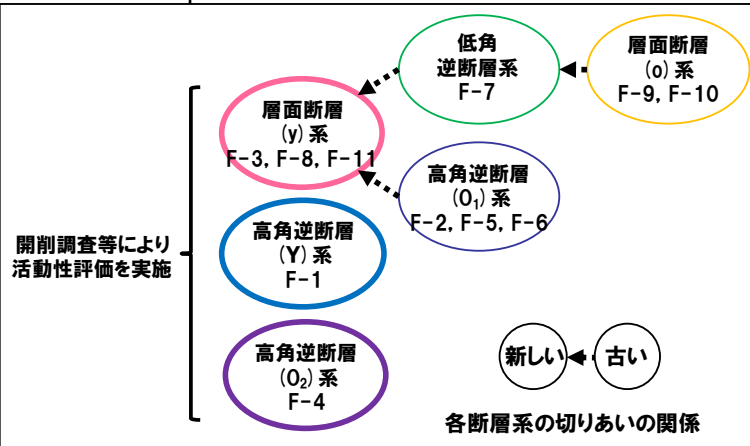 低角
逆断層系
F-7
層面断層
(o)系
F-9, F-10
層面断層
(y)系
F-3, F-8, F-11
高角逆断層
(O₁)系
F-2, F-5, F-6
開削調査等により
活動性評価を実施
高角逆断層
(Y)系
F-1
高角逆断層
(O₂)系
F-4
新しい
古い
各断層系の切りあいの関係